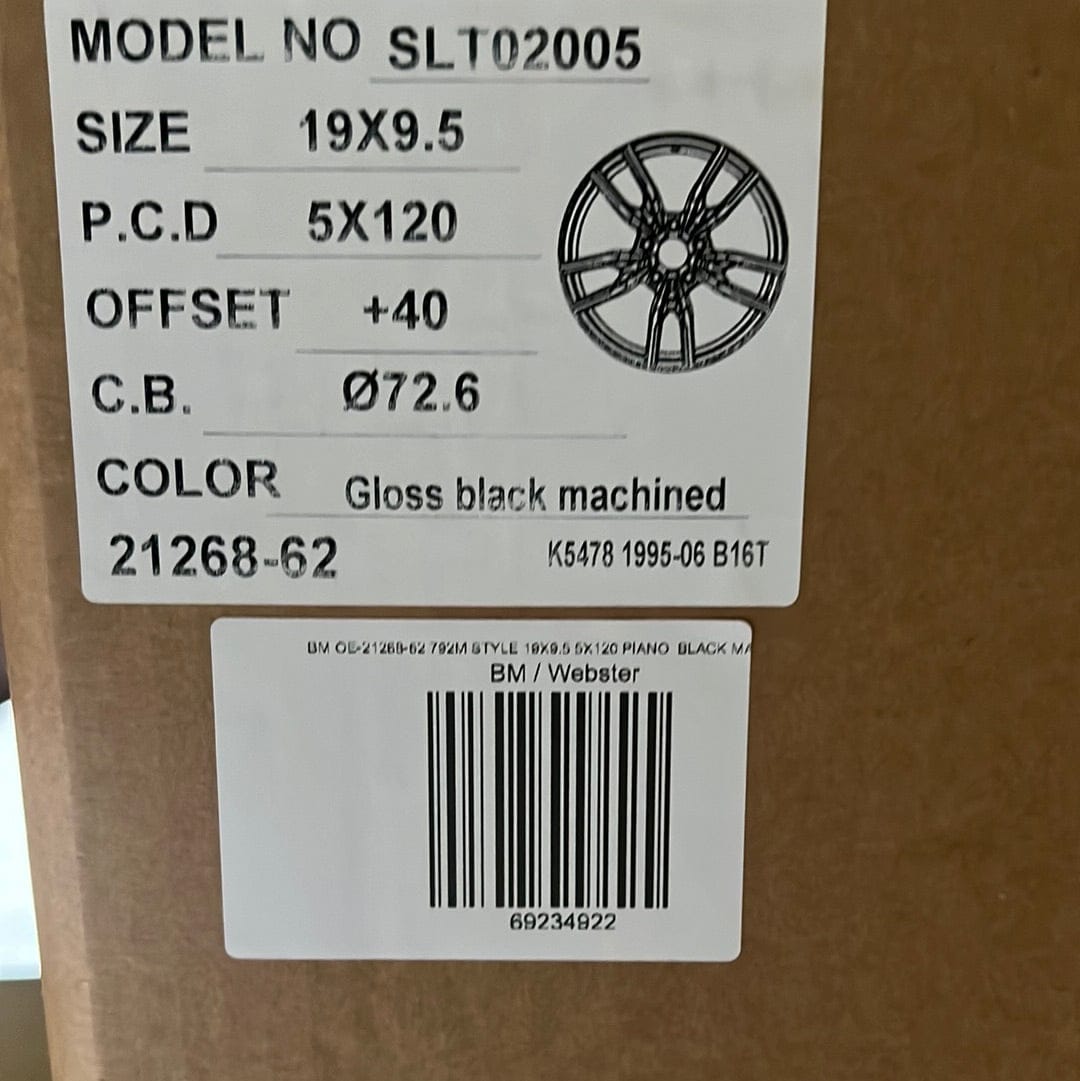 MODEL NO SLT02005
SIZE 19X9.5
P.C.D 5X120
OFFSET +40
C.B. Ø72.6
COLOR Gloss black machined
21268-62 K5478 1995-06 B16T
BM OE-21268-62 792M STYLE 19X9.5 5X120 PIANO BLACK MA
BM / Webster
69234922